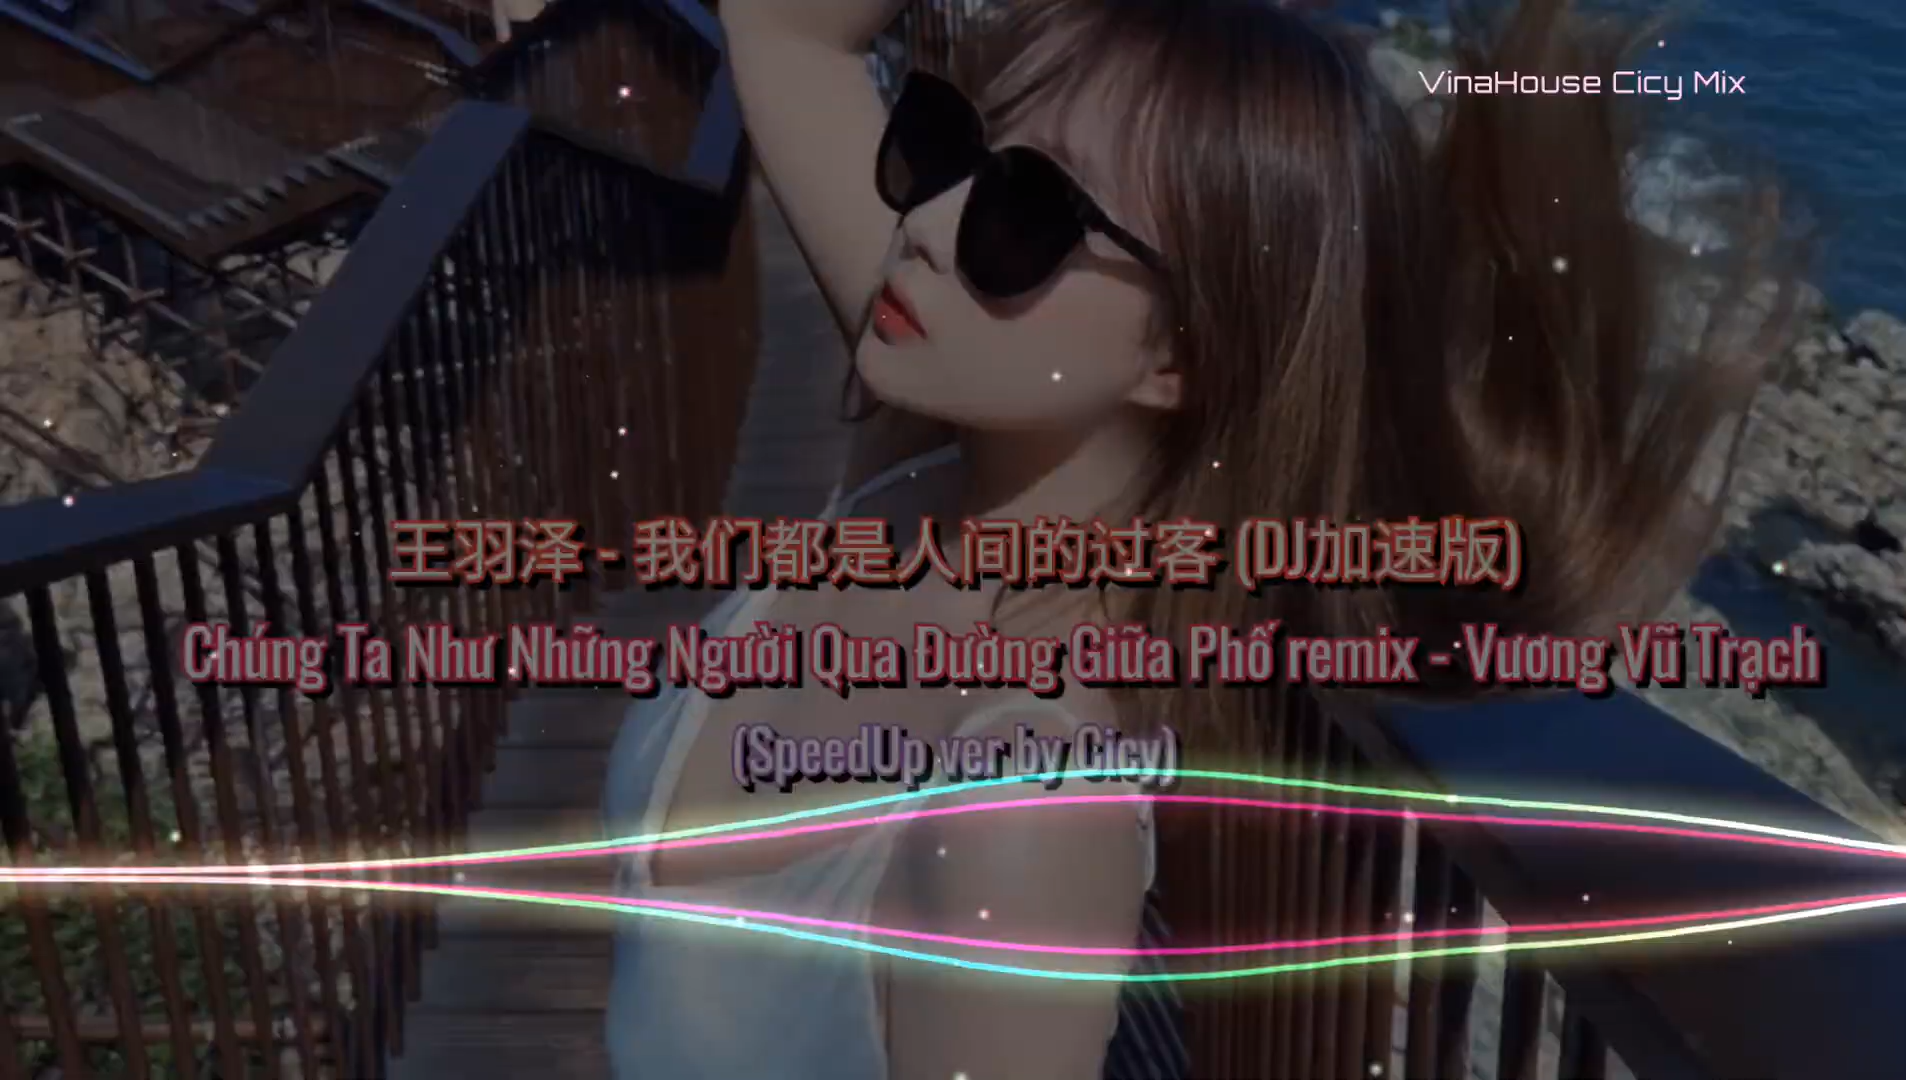 VinaHouse Cicy Mix
王羽泽 - 我们都是人间的过客 (DJ加速版)
Chúng Ta Như Những Người Qua Đường Giữa Phố remix - Vương Vũ Trạch
(SpeedUp ver by Cicy)